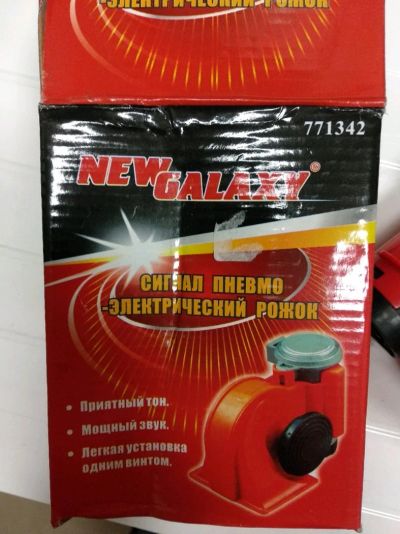 -ЭЛЕКТРИЧЕСКИЙ РОЖОК
771342
NEW GALAXY®
СИГНАЛ ПНЕВМО
-ЭЛЕКТРИЧЕСКИЙ РОЖОК
• Приятный тон.
• Мощный звук.
• Легкая установка
одним винтом.